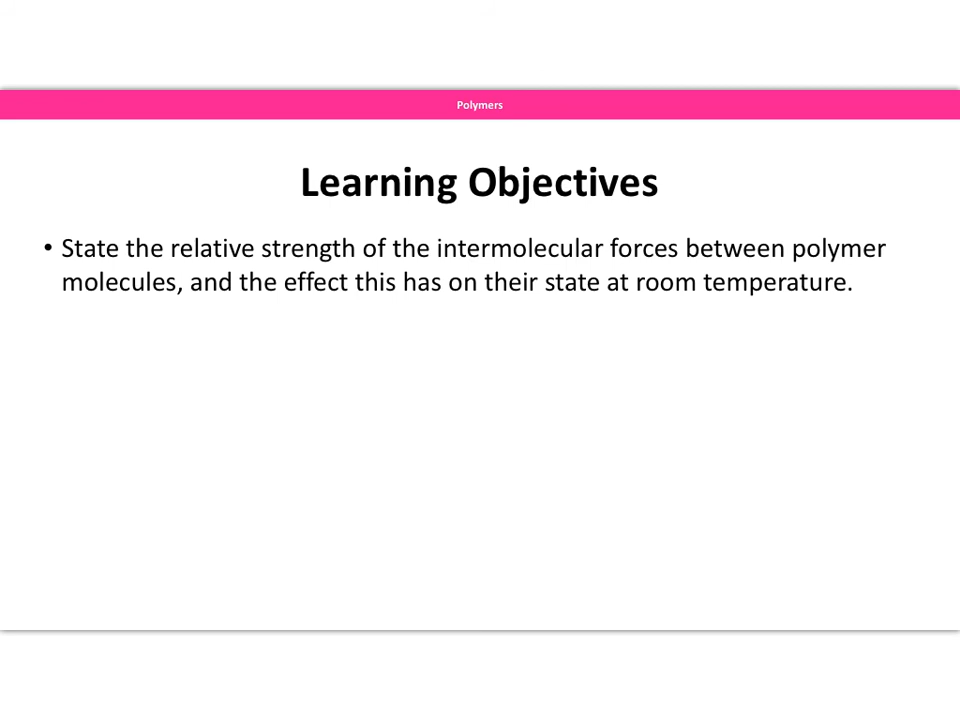 Polymers
Learning Objectives
• State the relative strength of the intermolecular forces between polymer
molecules, and the effect this has on their state at room temperature.